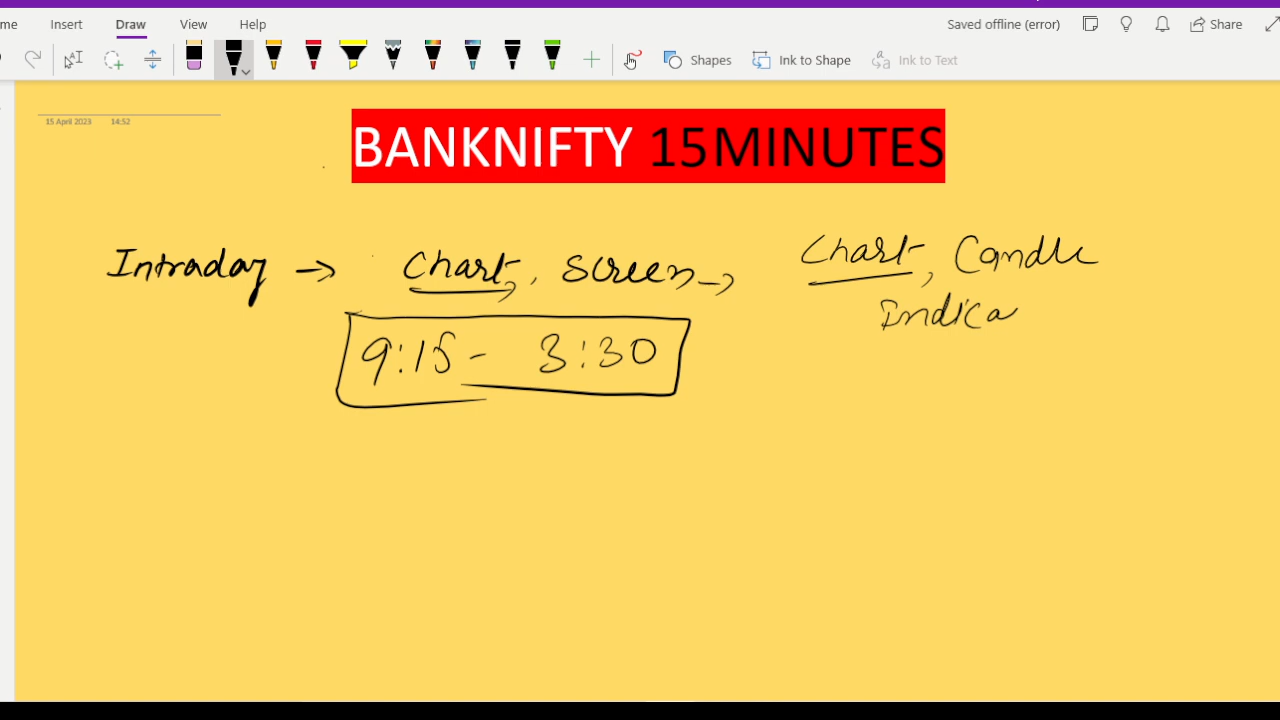 me Insert Draw View Help Saved offline (error) Share
Shapes Ink to Shape Ink to Text
15 April 2023 14:52
BANKNIFTY 15MINUTES
Intraday → Chart, Screen → Chart, Candle
Indica
9:15 - 3:30